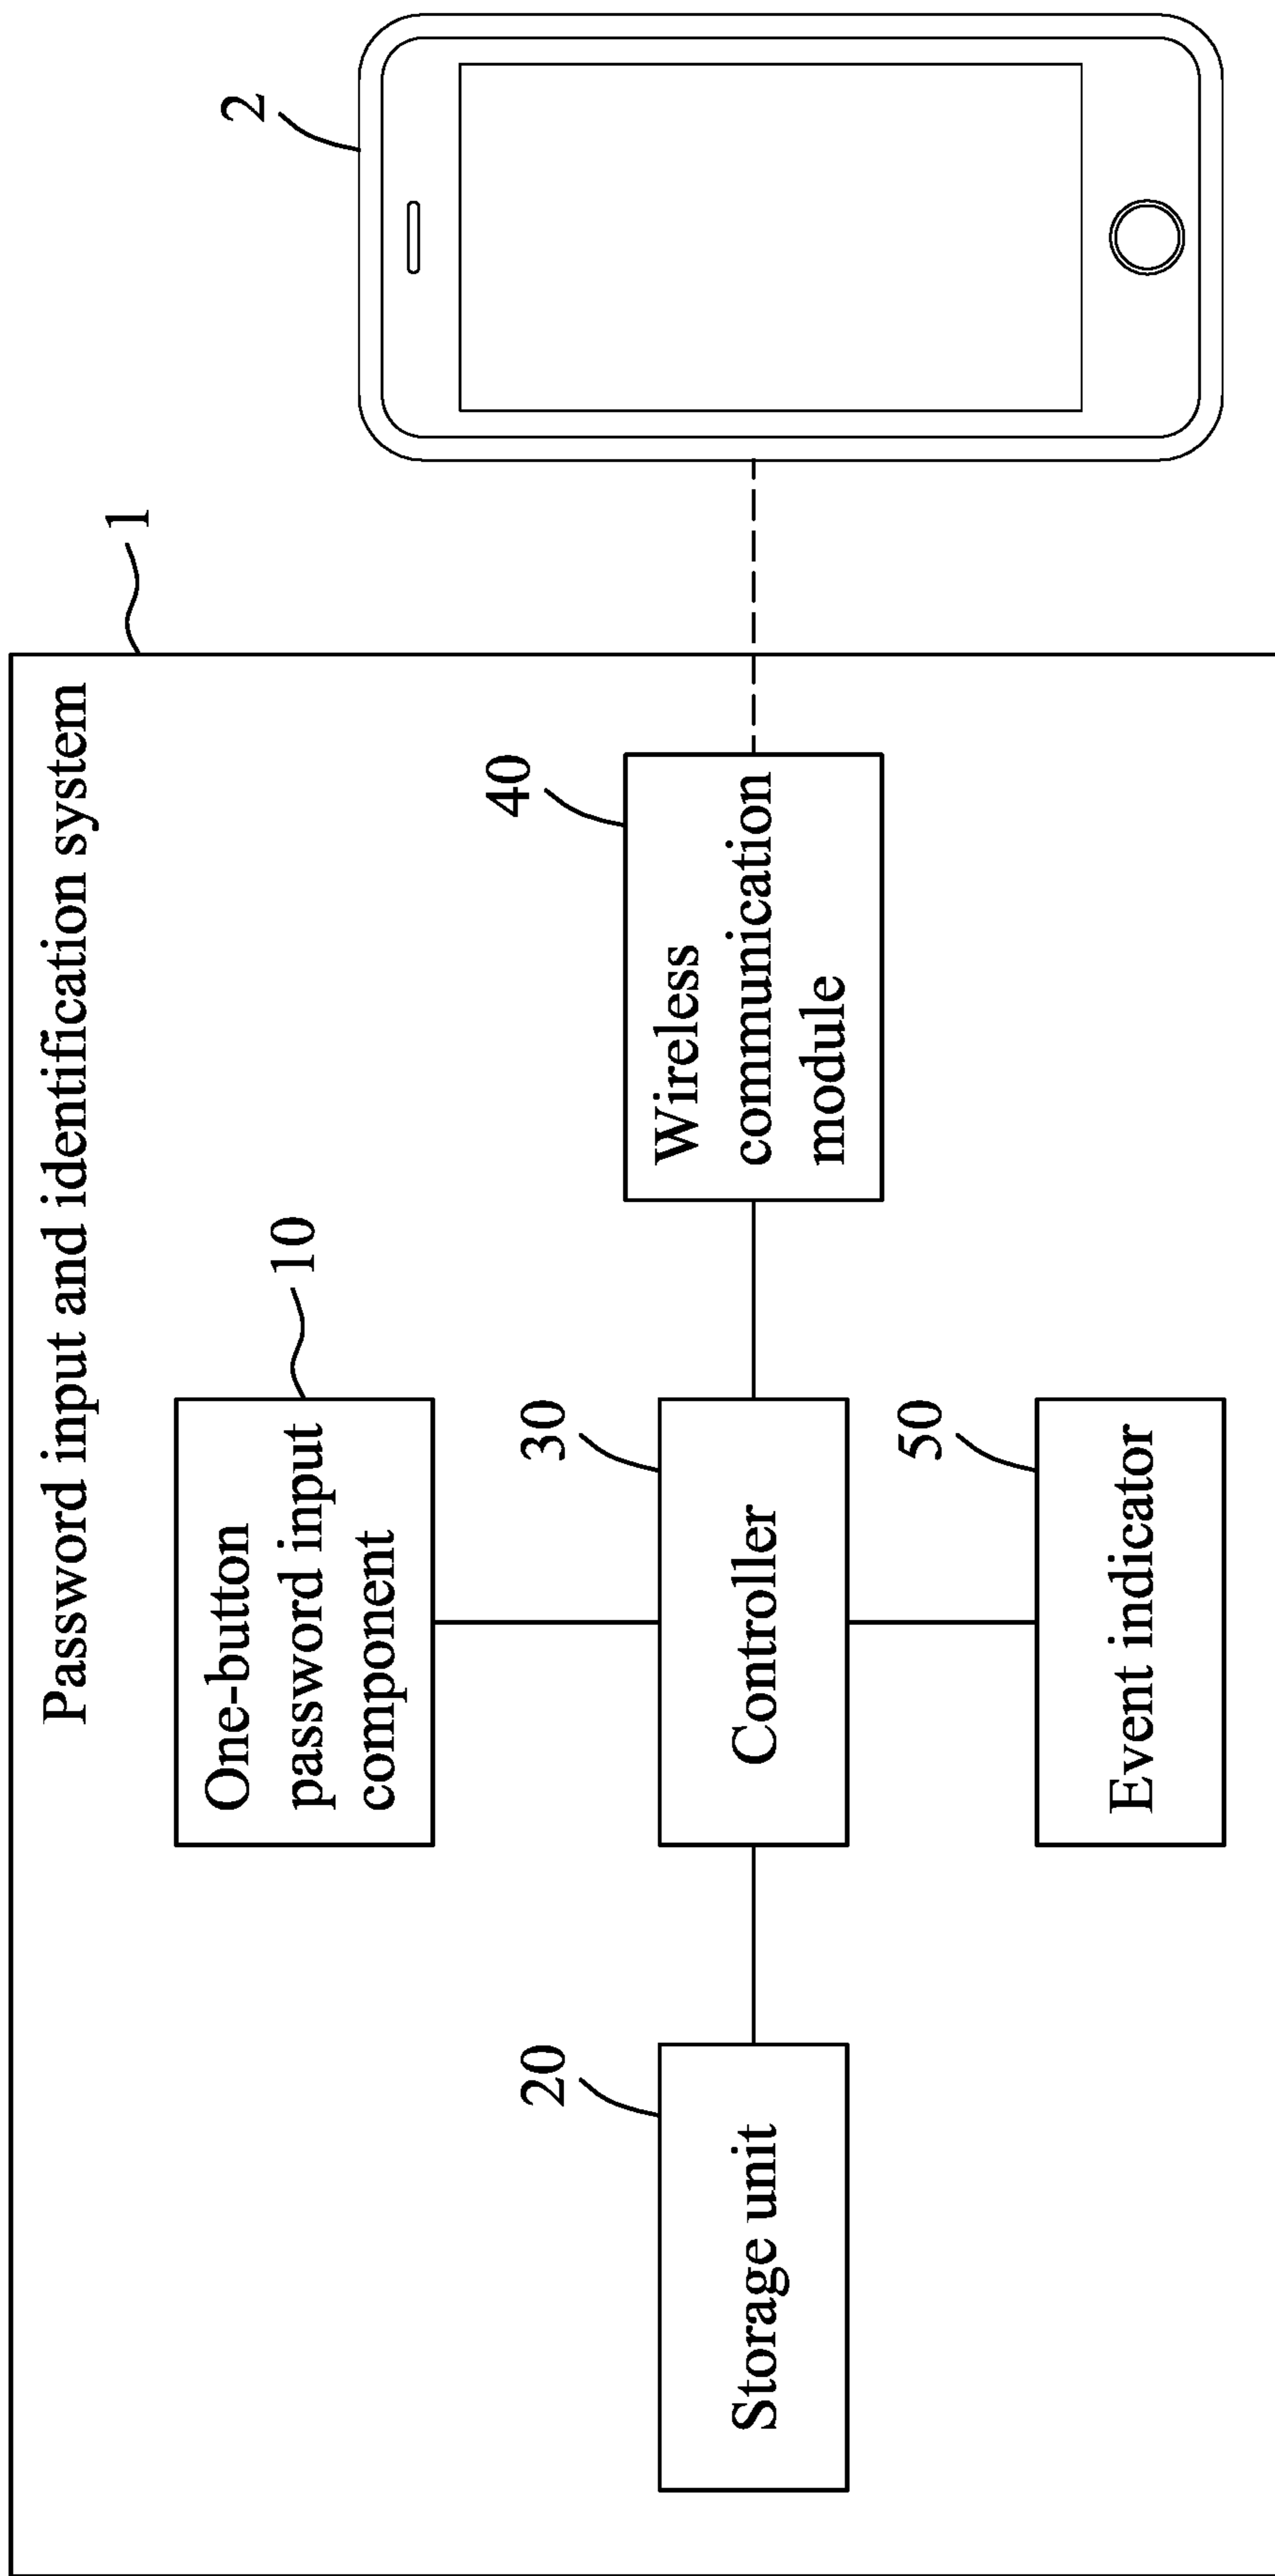 Password input and identification system
1
2
One-button
password input
component
10
Storage unit
20
Controller
30
Wireless
communication
module
40
Event indicator
50